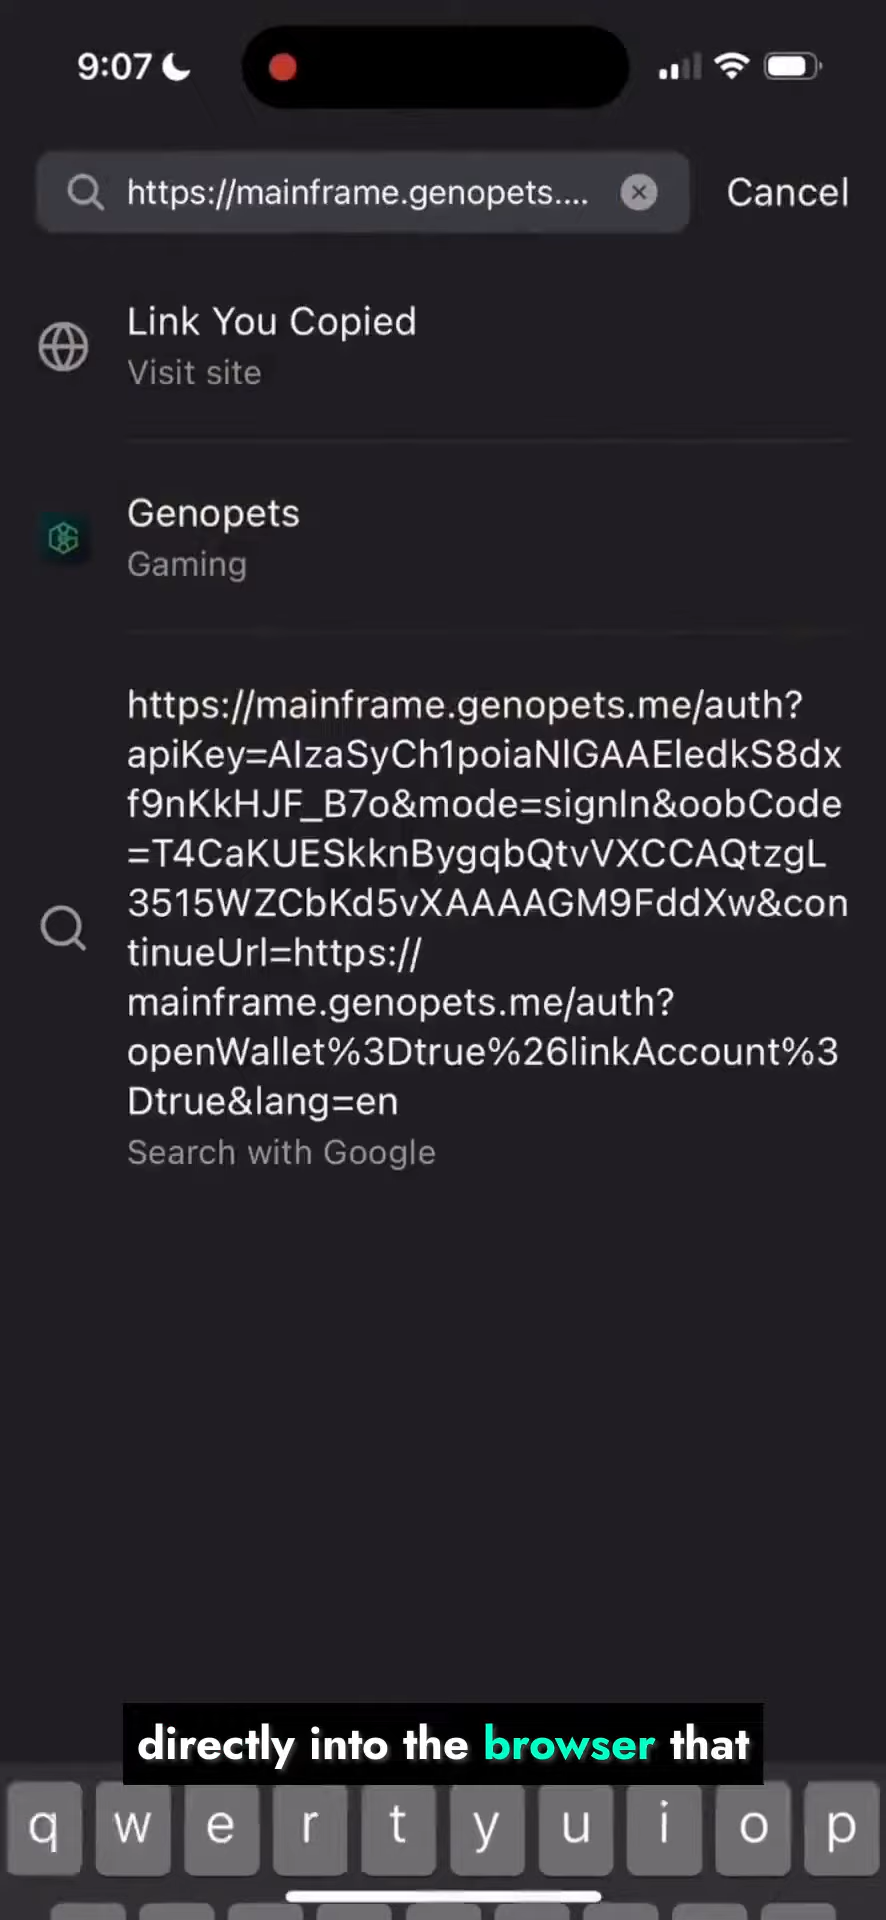 9:07
https://mainframe.genopets....
Cancel
Link You Copied
Visit site
Genopets
Gaming
https://mainframe.genopets.me/auth?
apiKey=AIzaSyCh1poiaNlGAAEledkS8dx
f9nKkHJF_B7o&mode=signIn&oobCode
=T4CaKUESkknBygqbQtvVXCCAQtzgL
3515WZCbKd5vXAAAAGM9FddXw&con
tinueUrl=https://
mainframe.genopets.me/auth?
openWallet%3Dtrue%26linkAccount%3
Dtrue&lang=en
Search with Google
directly into the browser that
q w e r t y u i o p